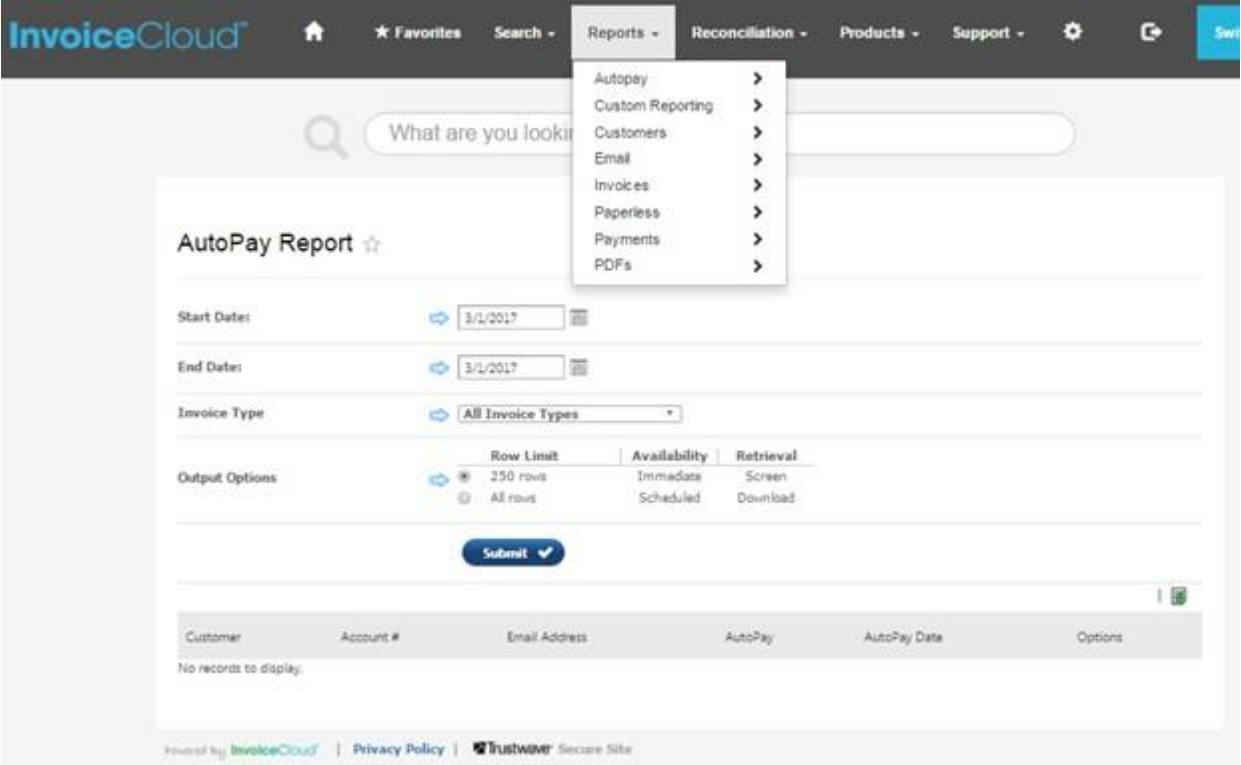 InvoiceCloud
★ Favorites Search Reports Reconciliation Products Support
Autopay
Custom Reporting
Customers
Email
Invoices
Paperless
Payments
PDFs
What are you
AutoPay Report
Start Date: 3/1/2017
End Date: 3/1/2017
Invoice Type All Invoice Types
Row Limit Availability Retrieval
Output Options 250 rows Immediate Screen
All rows Scheduled Download
Submit
Customer Account # Email Address AutoPay AutoPay Date Options
No records to display.
Powered by InvoiceCloud | Privacy Policy | Trustwave Secure Site